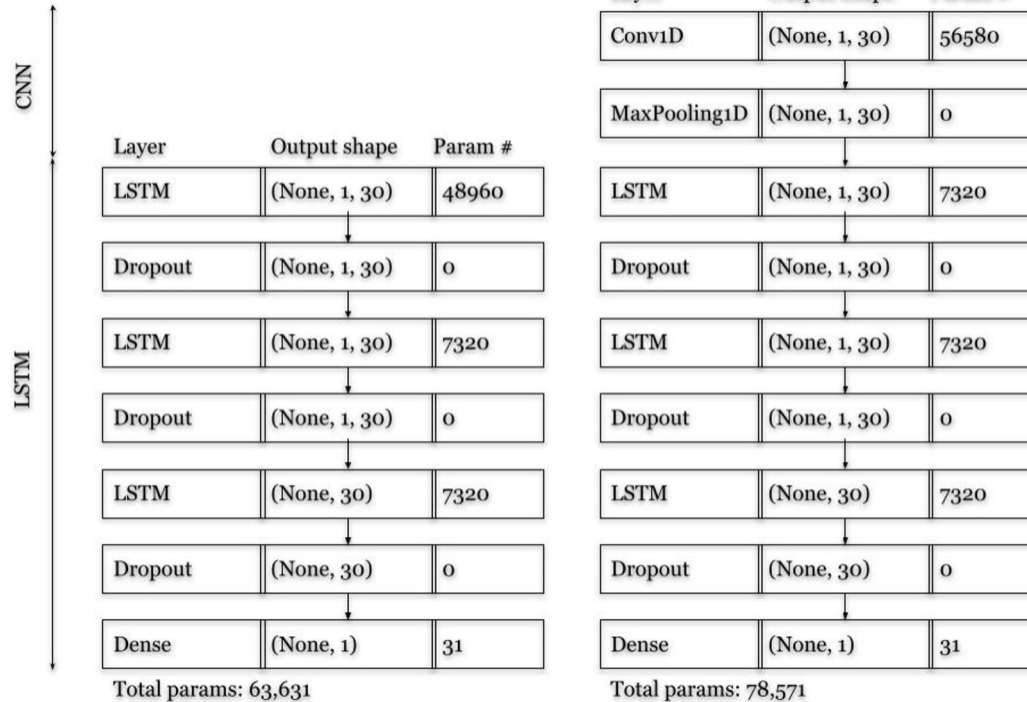 CNN
LSTM
Layer Output shape Param #
LSTM (None, 1, 30) 48960
Dropout (None, 1, 30) 0
LSTM (None, 1, 30) 7320
Dropout (None, 1, 30) 0
LSTM (None, 30) 7320
Dropout (None, 30) 0
Dense (None, 1) 31
Total params: 63,631
Conv1D (None, 1, 30) 56580
MaxPooling1D (None, 1, 30) 0
LSTM (None, 1, 30) 7320
Dropout (None, 1, 30) 0
LSTM (None, 1, 30) 7320
Dropout (None, 1, 30) 0
LSTM (None, 30) 7320
Dropout (None, 30) 0
Dense (None, 1) 31
Total params: 78,571